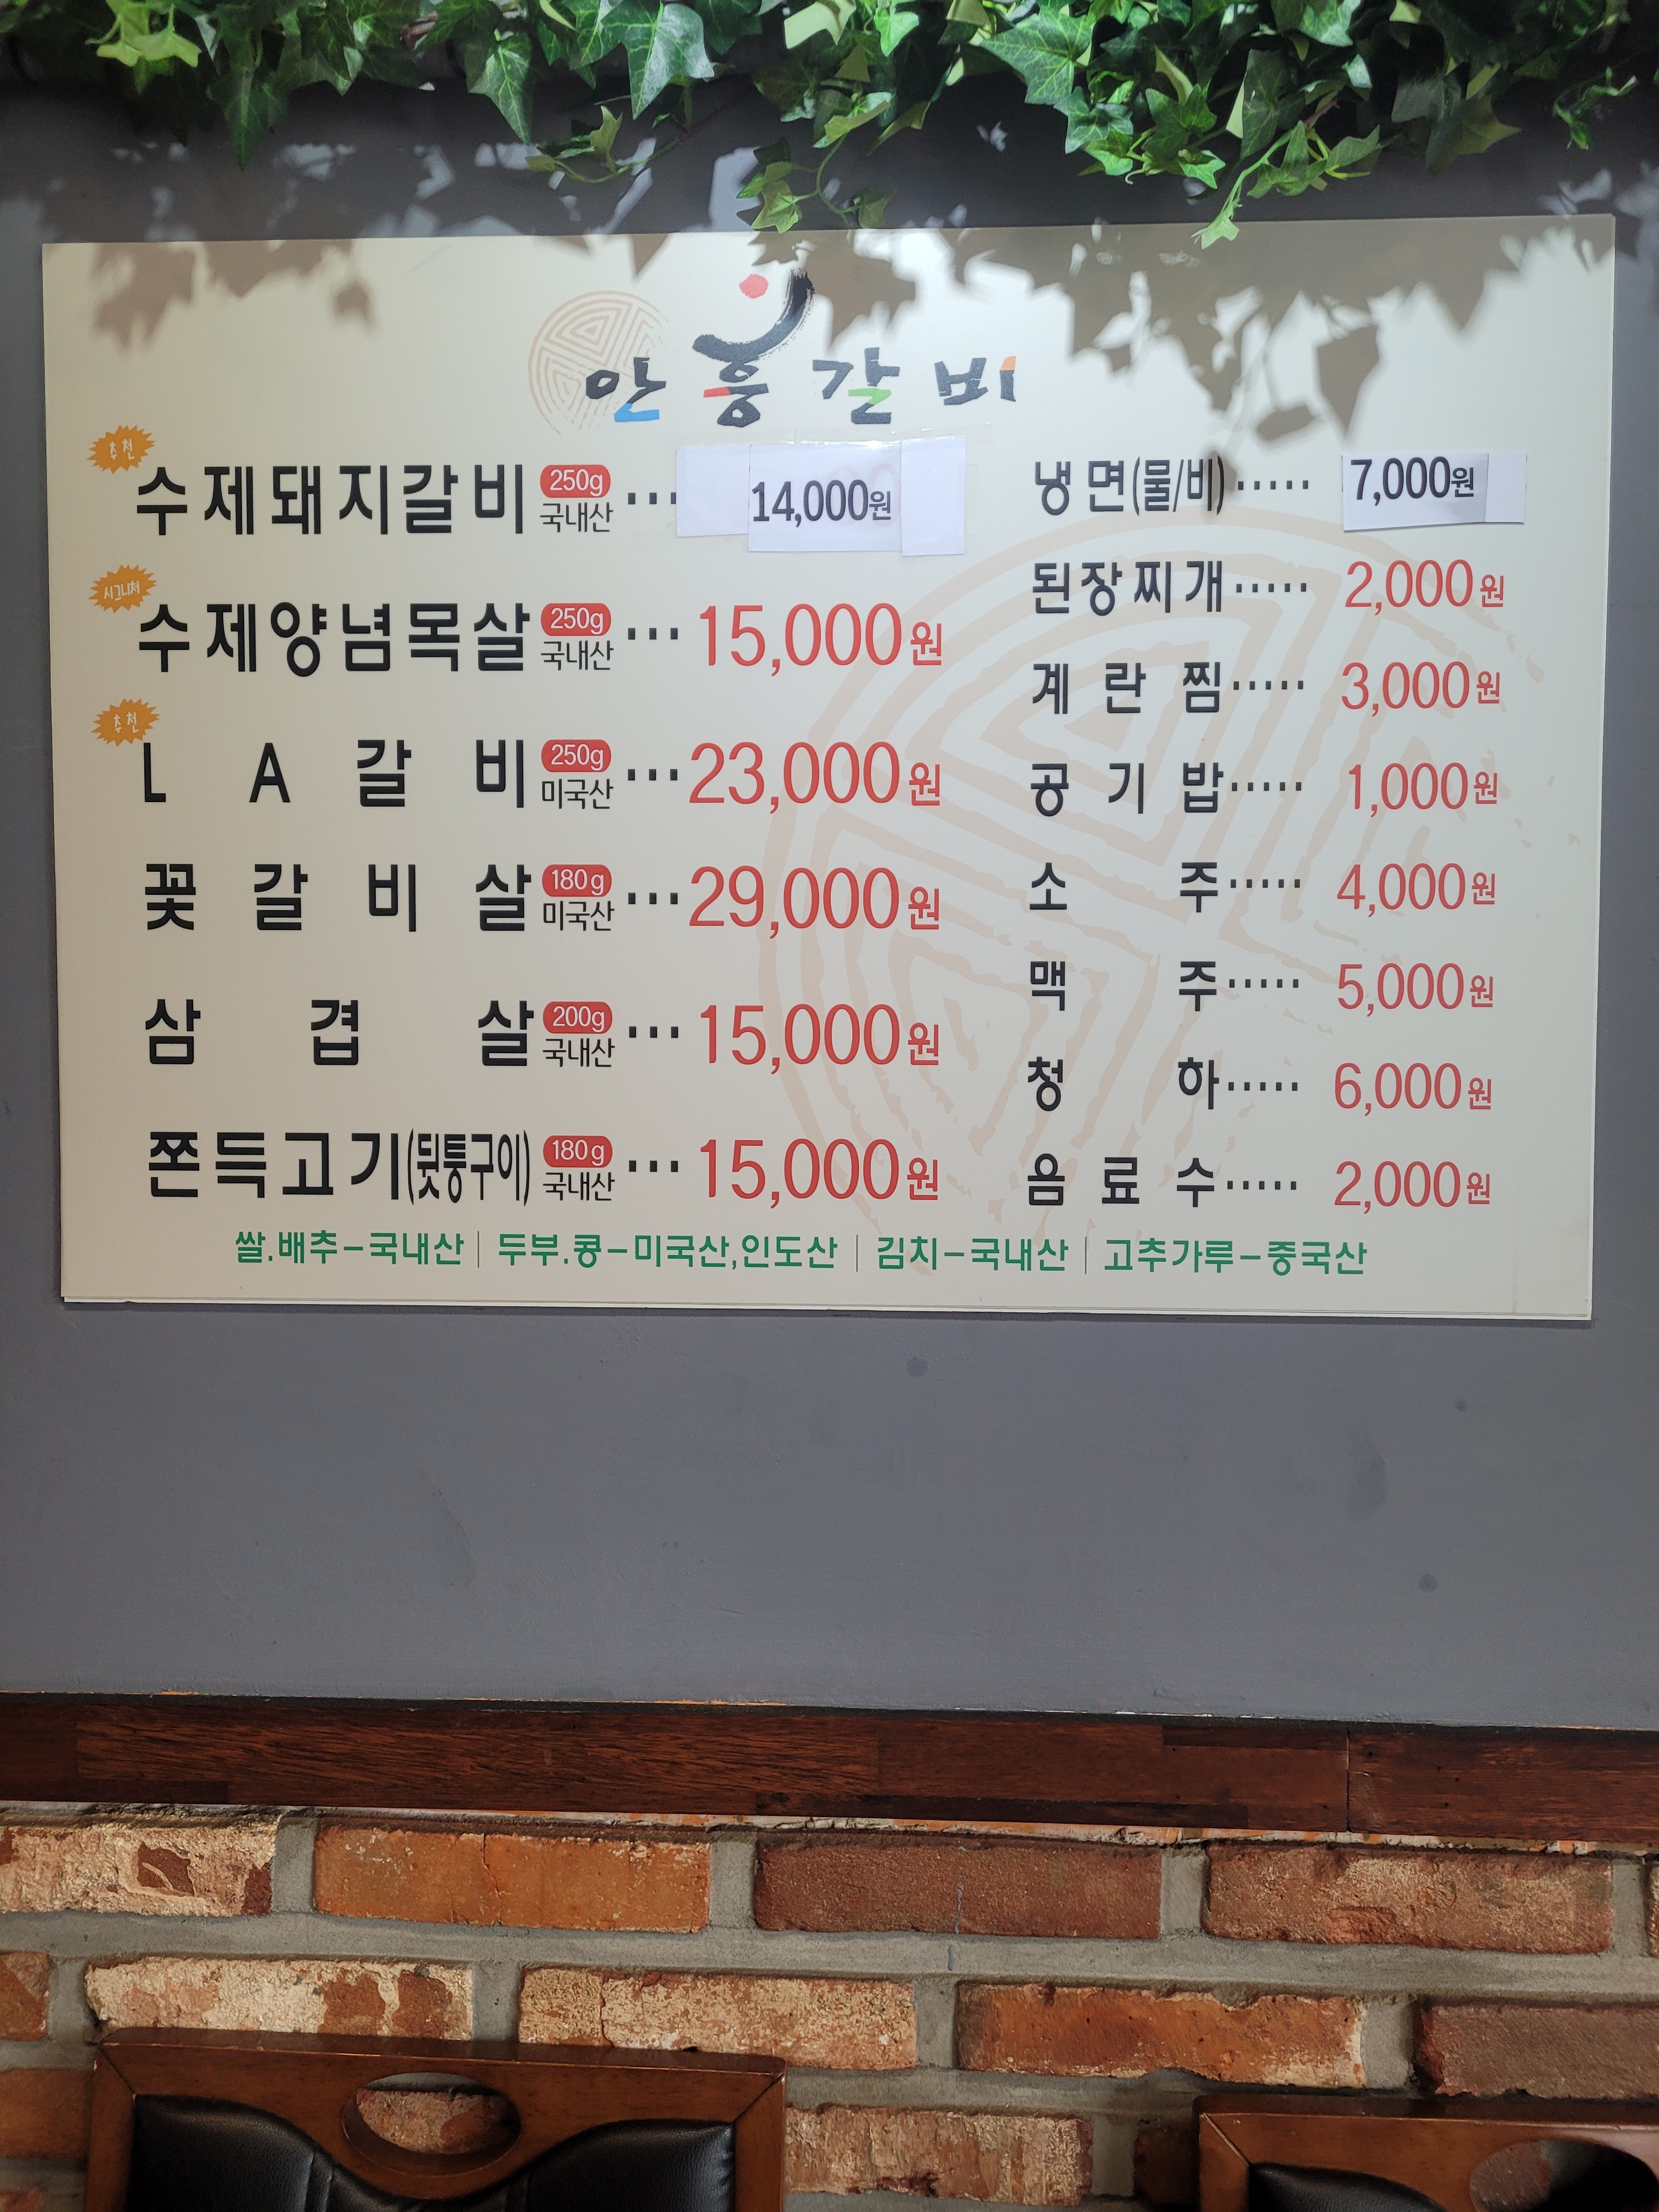 안흥갈비
추천
수제돼지갈비 250g 국내산 ··· 14,000원
시그니처
수제양념목살 250g 국내산 ··· 15,000원
추천
LA갈비 250g 미국산 ··· 23,000원
꽃갈비살 180g 미국산 ··· 29,000원
삼겹살 200g 국내산 ··· 15,000원
쫀득고기(뒷통구이) 180g 국내산 ··· 15,000원
냉면(물/비) ····· 7,000원
된장찌개 ····· 2,000원
계란찜 ····· 3,000원
공기밥 ····· 1,000원
소주 ····· 4,000원
맥주 ····· 5,000원
청하 ····· 6,000원
음료수 ····· 2,000원
쌀.배추-국내산 | 두부.콩-미국산,인도산 | 김치-국내산 | 고추가루-중국산